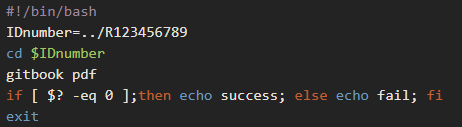 #!/bin/bash
IDnumber=../R123456789
cd $IDnumber
gitbook pdf
if [ $? -eq 0 ];then echo success; else echo fail; fi
exit